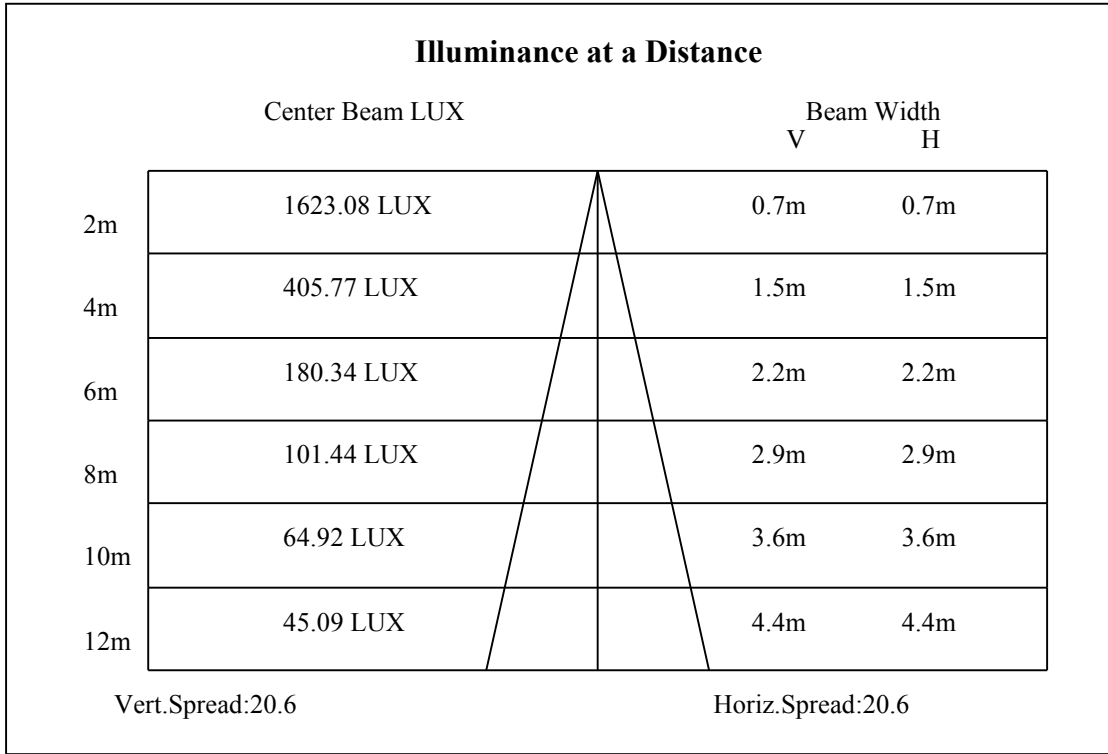 Illuminance at a Distance
Center Beam LUX Beam Width
V H
2m 1623.08 LUX 0.7m 0.7m
4m 405.77 LUX 1.5m 1.5m
6m 180.34 LUX 2.2m 2.2m
8m 101.44 LUX 2.9m 2.9m
10m 64.92 LUX 3.6m 3.6m
12m 45.09 LUX 4.4m 4.4m
Vert.Spread:20.6 Horiz.Spread:20.6